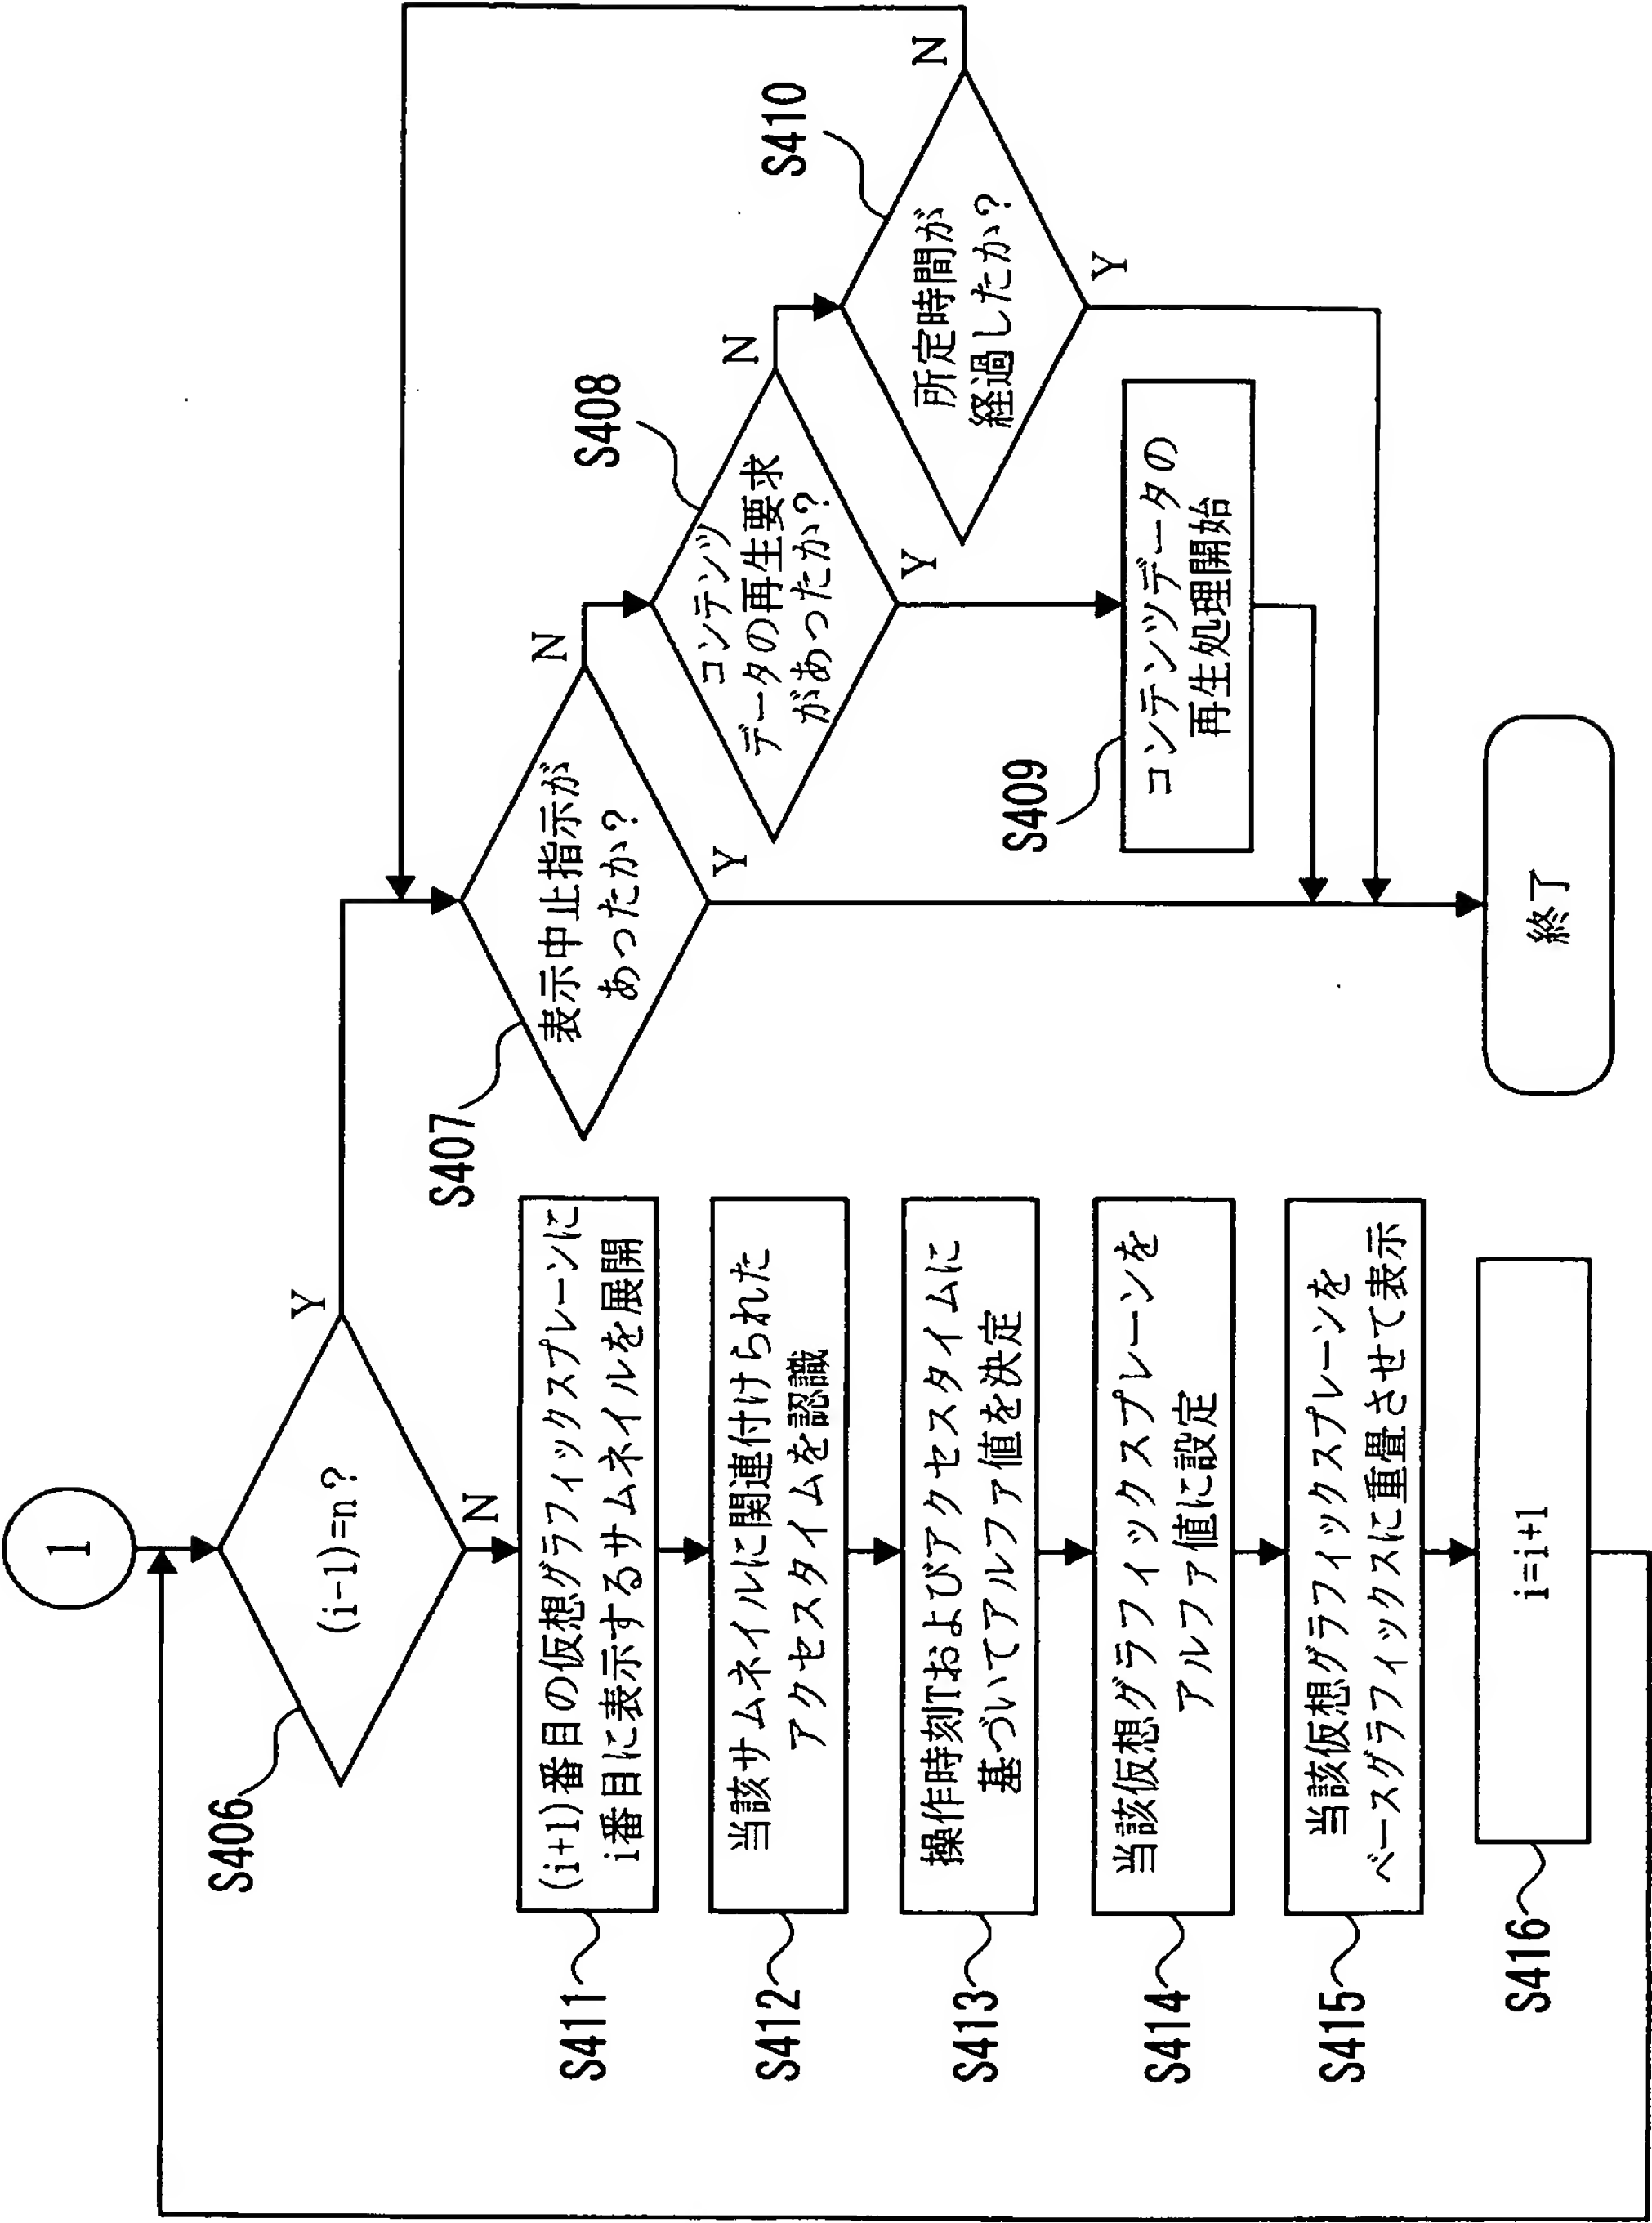 1
S406
(i-1)=n?
Y
N
S411
(i+1)番目の仮想グラフィックスプレーンに
i番目に表示するサムネイルを展開
S412
当該サムネイルに関連付けられた
アクセスタイムを認識
S413
操作時刻Tおよびアクセスタイムに
基づいてアルファ値を決定
S414
当該仮想グラフィックスプレーンを
アルファ値に設定
S415
当該仮想グラフィックスプレーンを
ベースグラフィックスに重畳させて表示
S416
i=i+1
S407
表示中止指示が
あったか?
N
Y
S408
コンテンツ
データの再生要求
があったか?
N
Y
S409
コンテンツデータの
再生処理開始
S410
所定時間が
経過したか?
N
Y
終了